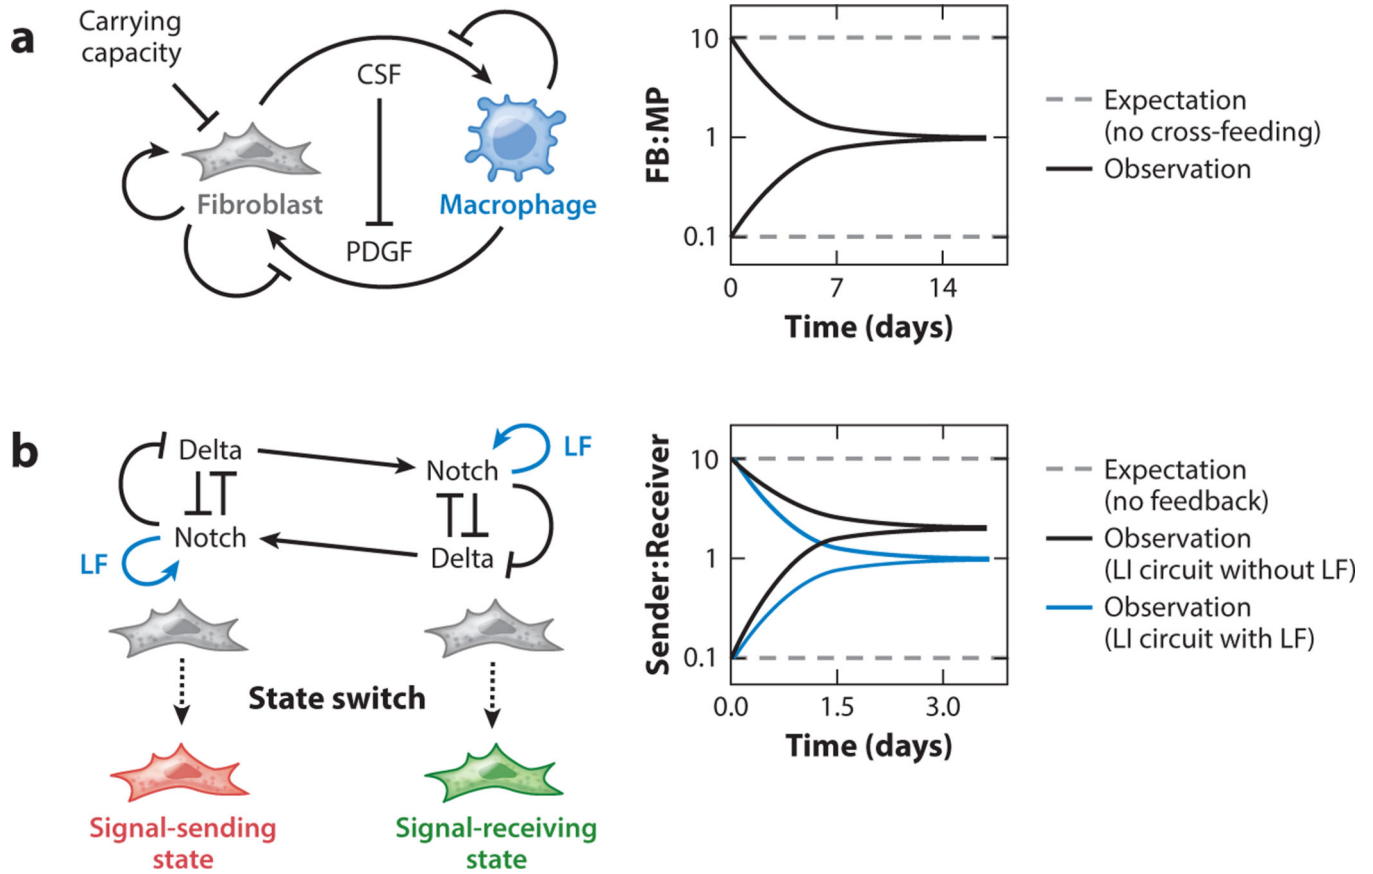 a
Carrying
capacity
CSF
Fibroblast
Macrophage
PDGF
FB:MP
10
1
0.1
0
7
14
Time (days)
Expectation
(no cross-feeding)
Observation
b
Delta
Notch
LF
Notch
LF
Delta
State switch
Signal-sending
state
Signal-receiving
state
Sender:Receiver
10
1
0.1
0.0
1.5
3.0
Time (days)
Expectation
(no feedback)
Observation
(LI circuit without LF)
Observation
(LI circuit with LF)